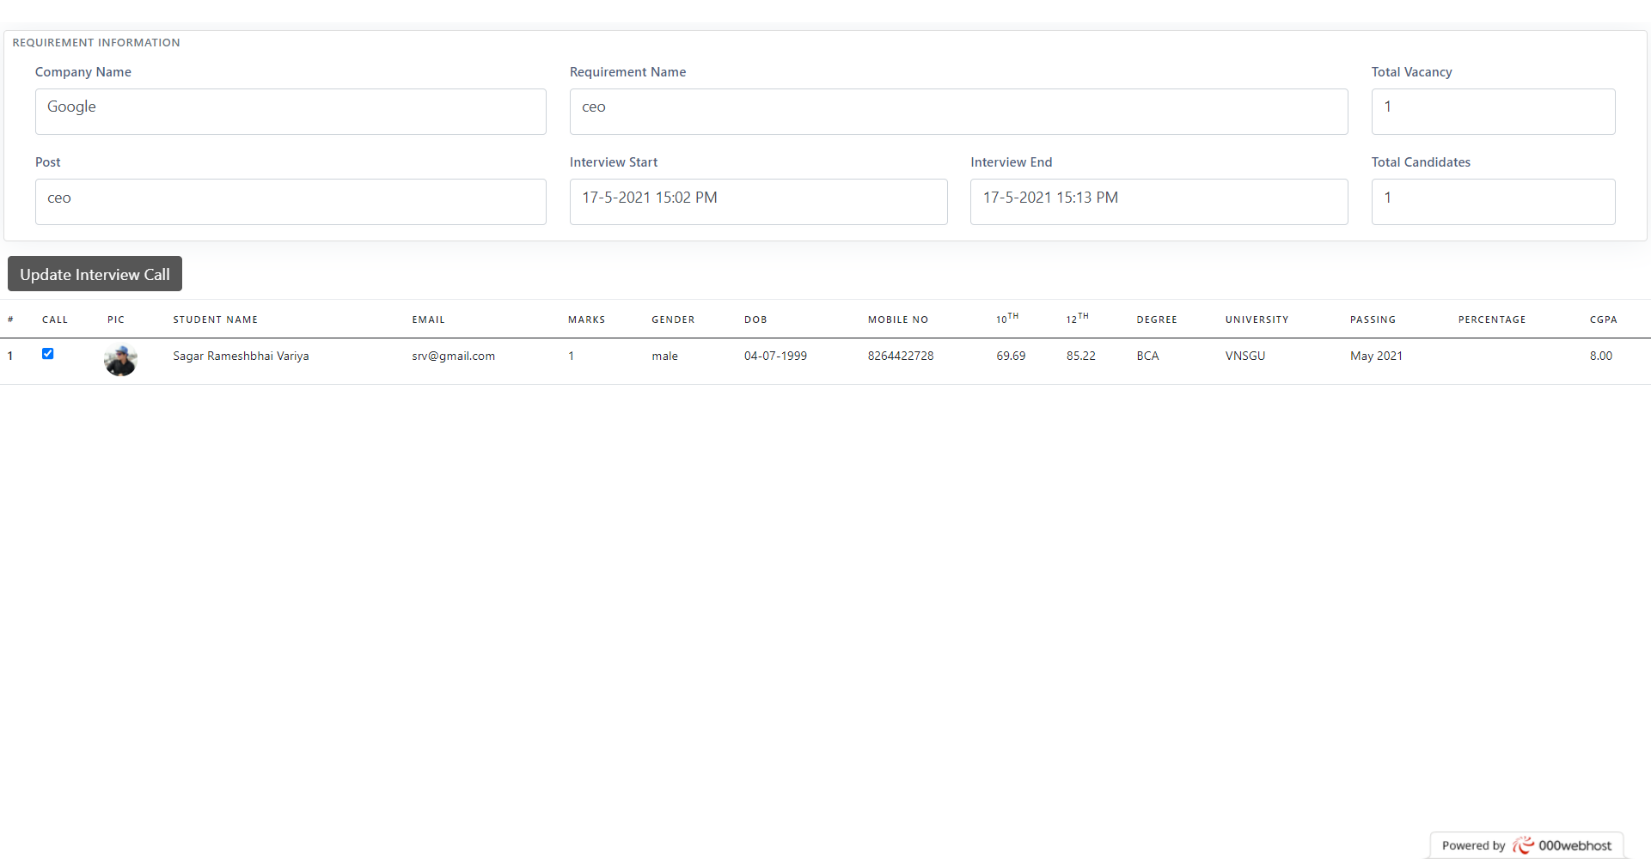 REQUIREMENT INFORMATION
Company Name Requirement Name Total Vacancy
Google ceo 1
Post Interview Start Interview End Total Candidates
ceo 17-5-2021 15:02 PM 17-5-2021 15:13 PM 1
Update Interview Call
# CALL PIC STUDENT NAME EMAIL MARKS GENDER DOB MOBILE NO 10TH 12TH DEGREE UNIVERSITY PASSING PERCENTAGE CGPA
1 Sagar Rameshbhai Variya srv@gmail.com 1 male 04-07-1999 8264422728 69.69 85.22 BCA VNSGU May 2021 8.00
Powered by 000webhost